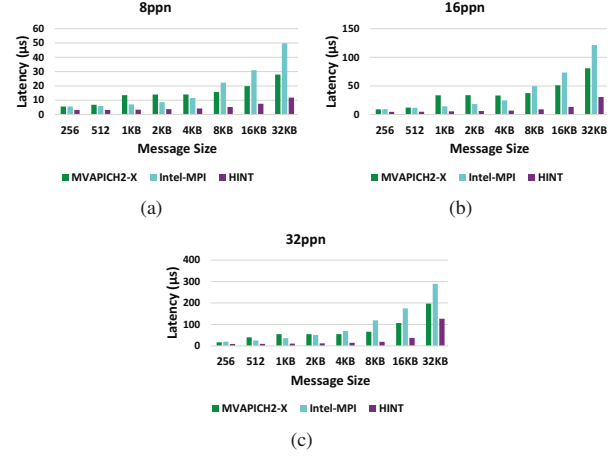 8ppn
Latency (µs)
60
50
40
30
20
10
0
256 512 1KB 2KB 4KB 8KB 16KB 32KB
Message Size
MVAPICH2-X Intel-MPI HINT
(a)
16ppn
Latency (µs)
150
100
50
0
256 512 1KB 2KB 4KB 8KB 16KB 32KB
Message Size
MVAPICH2-X Intel-MPI HINT
(b)
32ppn
Latency (µs)
400
300
200
100
0
256 512 1KB 2KB 4KB 8KB 16KB 32KB
Message Size
MVAPICH2-X Intel-MPI HINT
(c)